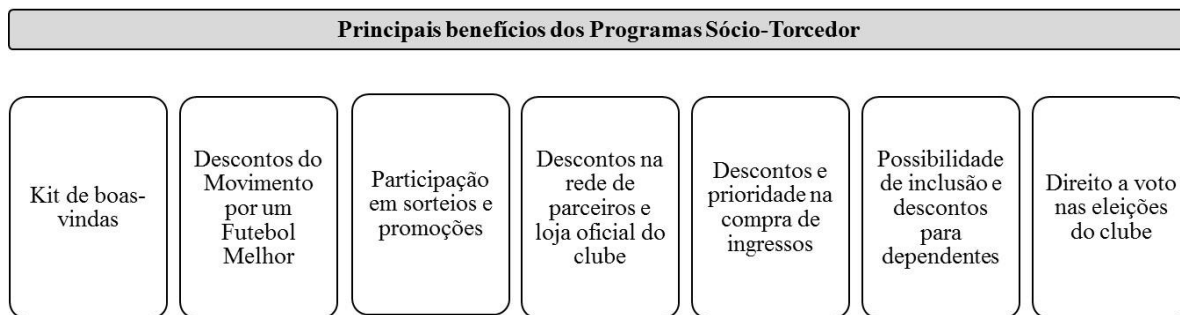 Principais benefícios dos Programas Sócio-Torcedor
Kit de boas-
vindas
Descontos do
Movimento
por um
Futebol
Melhor
Participação
em sorteios e
promoções
Descontos na
rede de
parceiros e
loja oficial do
clube
Descontos e
prioridade na
compra de
ingressos
Possibilidade
de inclusão e
descontos
para
dependentes
Direito a voto
nas eleições
do clube